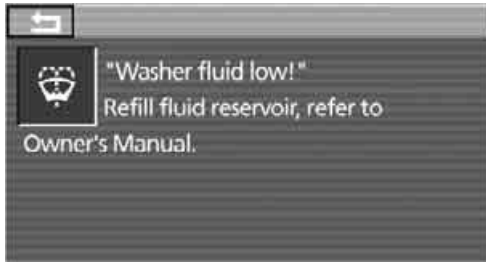 "Washer fluid low!"
Refill fluid reservoir, refer to
Owner's Manual.